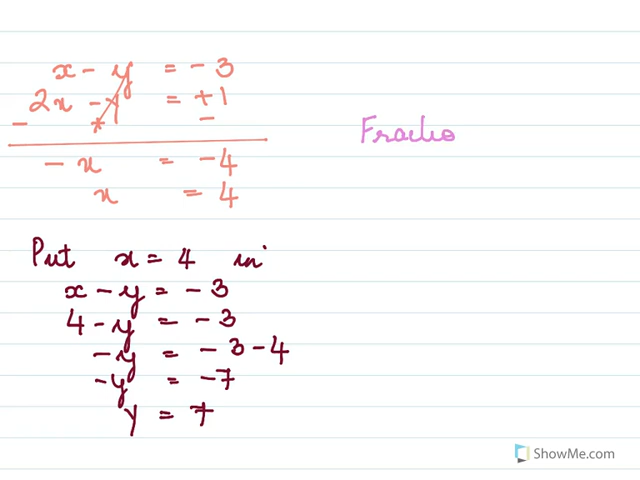 x - y = - 3
2x - y = + 1
- + -
- x = - 4
x = 4
Fractio
Put x = 4 in
x - y = - 3
4 - y = - 3
- y = - 3 - 4
- y = - 7
y = 7
ShowMe.com